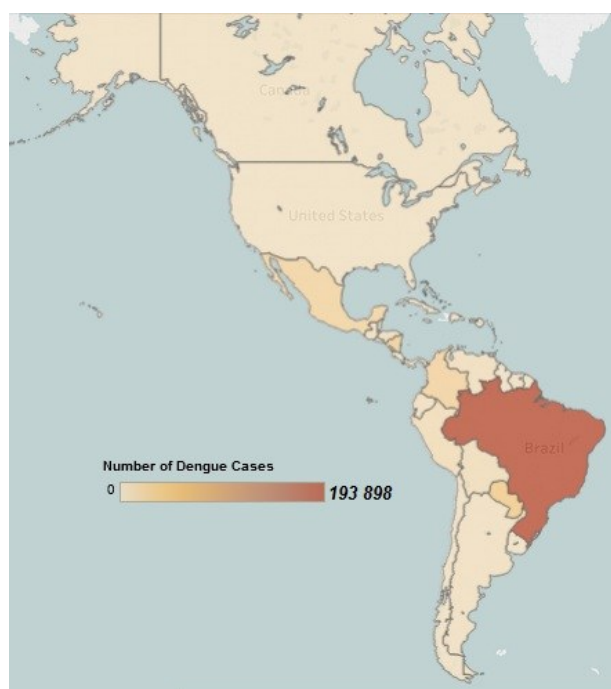 Canada
United States
Brazil
Number of Dengue Cases
0
193 898